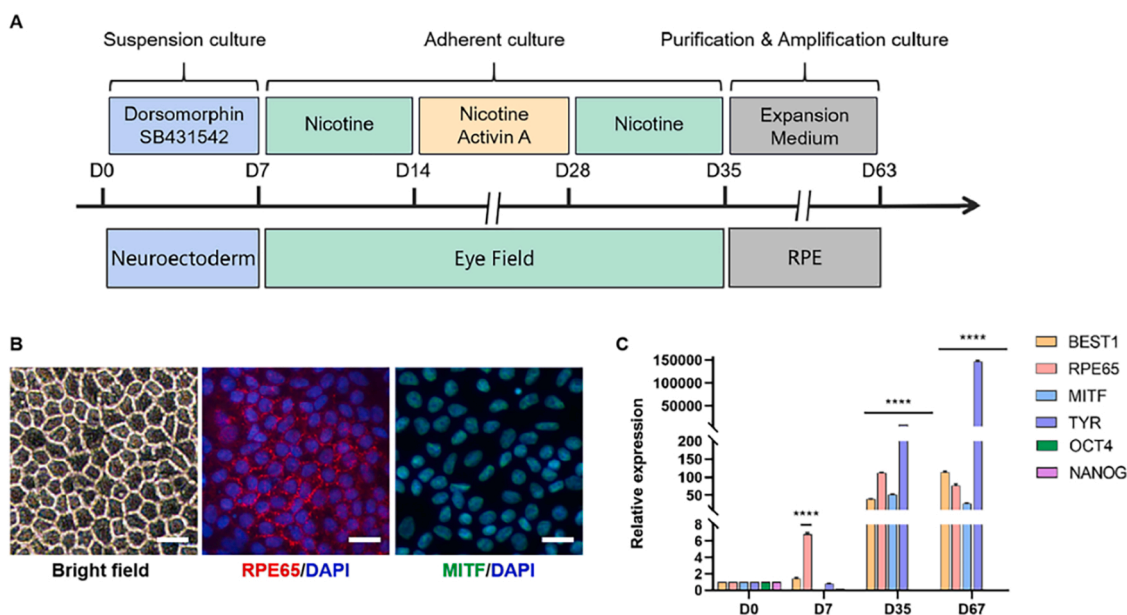 A
Suspension culture
Adherent culture
Purification & Amplification culture
Dorsomorphin
SB431542
Nicotine
Nicotine
Activin A
Nicotine
Expansion
Medium
D0
D7
D14
D28
D35
D63
Neuroectoderm
Eye Field
RPE
B
Bright field
RPE65/DAPI
MITF/DAPI
C
Relative expression
150000
100000
50000
200
150
100
50
8
6
4
2
0
****
****
****
D0
D7
D35
D67
BEST1
RPE65
MITF
TYR
OCT4
NANOG